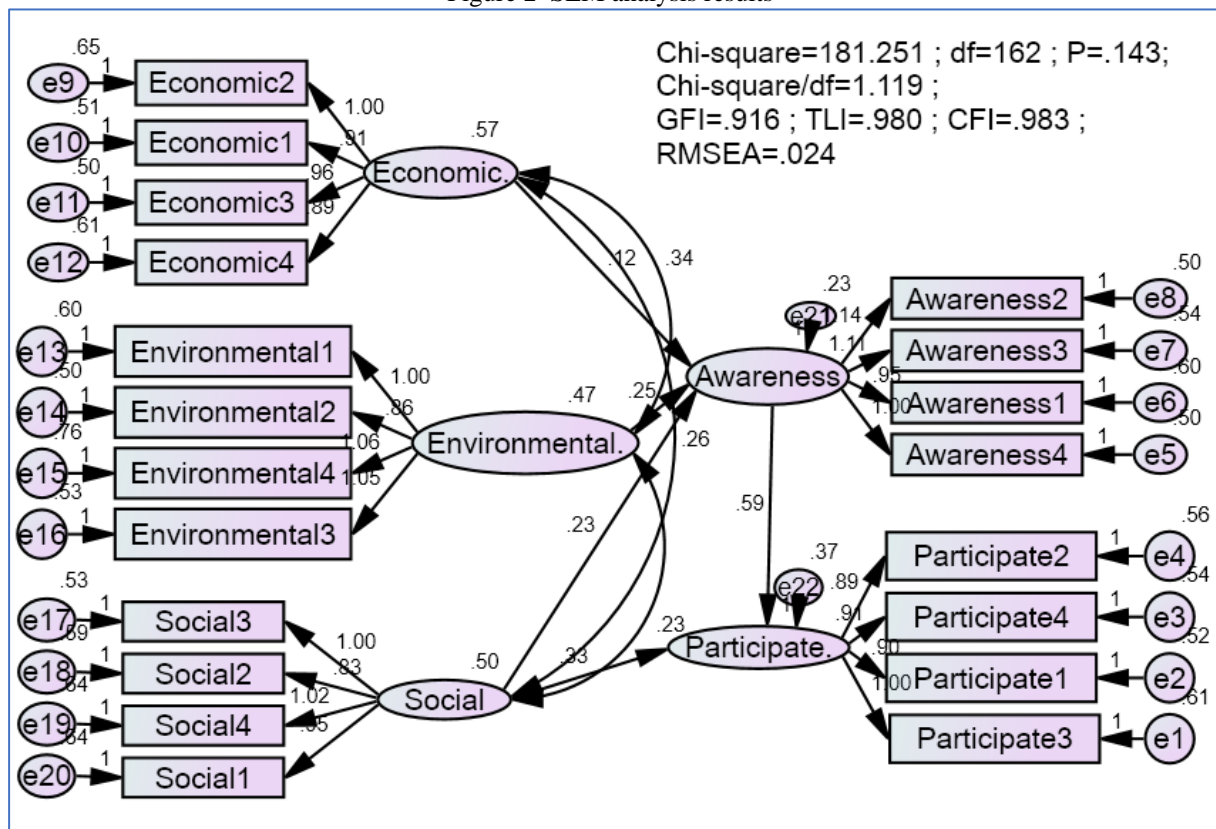 Figure 2 SEM analysis results
Chi-square=181.251 ; df=162 ; P=.143;
Chi-square/df=1.119 ;
GFI=.916 ; TLI=.980 ; CFI=.983 ;
RMSEA=.024
.65
e9 1 Economic2
.51
e10 1 Economic1
.50
e11 1 Economic3
.61
e12 1 Economic4
1.00
.91
.96
.89
.57
Economic.
.60
e13 1 Environmental1
.50
e14 1 Environmental2
.76
e15 1 Environmental4
.53
e16 1 Environmental3
1.00
.86
1.06
1.05
.47
Environmental.
.53
e17 1 Social3
e18 1 Social2
e19 1 Social4
e20 1 Social1
1.00
.83
1.02
.50
Social
.12
.34
.25
.26
.23
.33
.23
.59
.23
e21
Awareness
1.11
.95
1.00
.50
Awareness2 1 e8
.54
Awareness3 1 e7
.60
Awareness1 1 e6
.50
Awareness4 1 e5
.37
e22
Participate.
.89
.91
.90
1.00
.56
Participate2 1 e4
.54
Participate4 1 e3
.52
Participate1 1 e2
.61
Participate3 1 e1